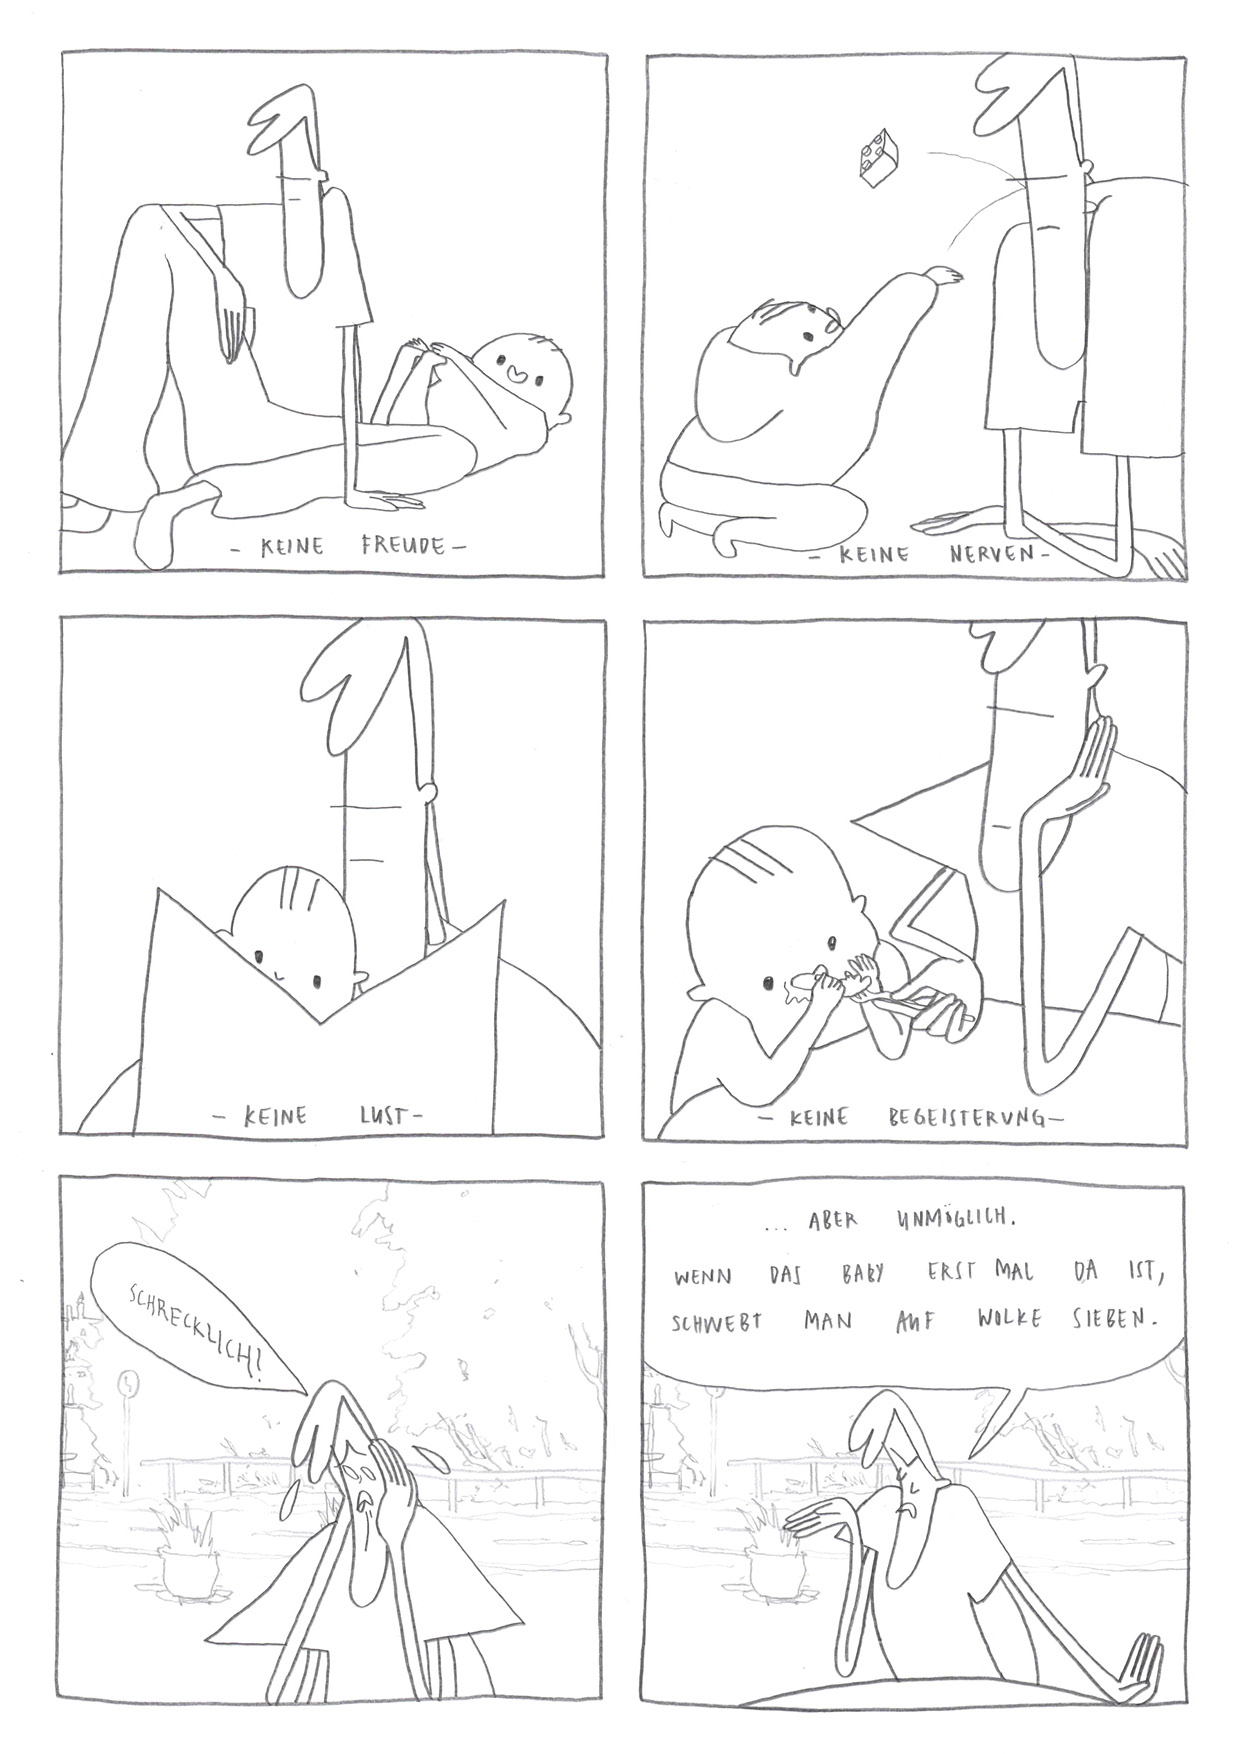 - KEINE FREUDE -
- KEINE NERVEN -
- KEINE LUST -
- KEINE BEGEISTERUNG -
SCHRECKLICH!
... ABER UNMÖGLICH.
WENN DAS BABY ERST MAL DA IST,
SCHWEBT MAN AUF WOLKE SIEBEN.